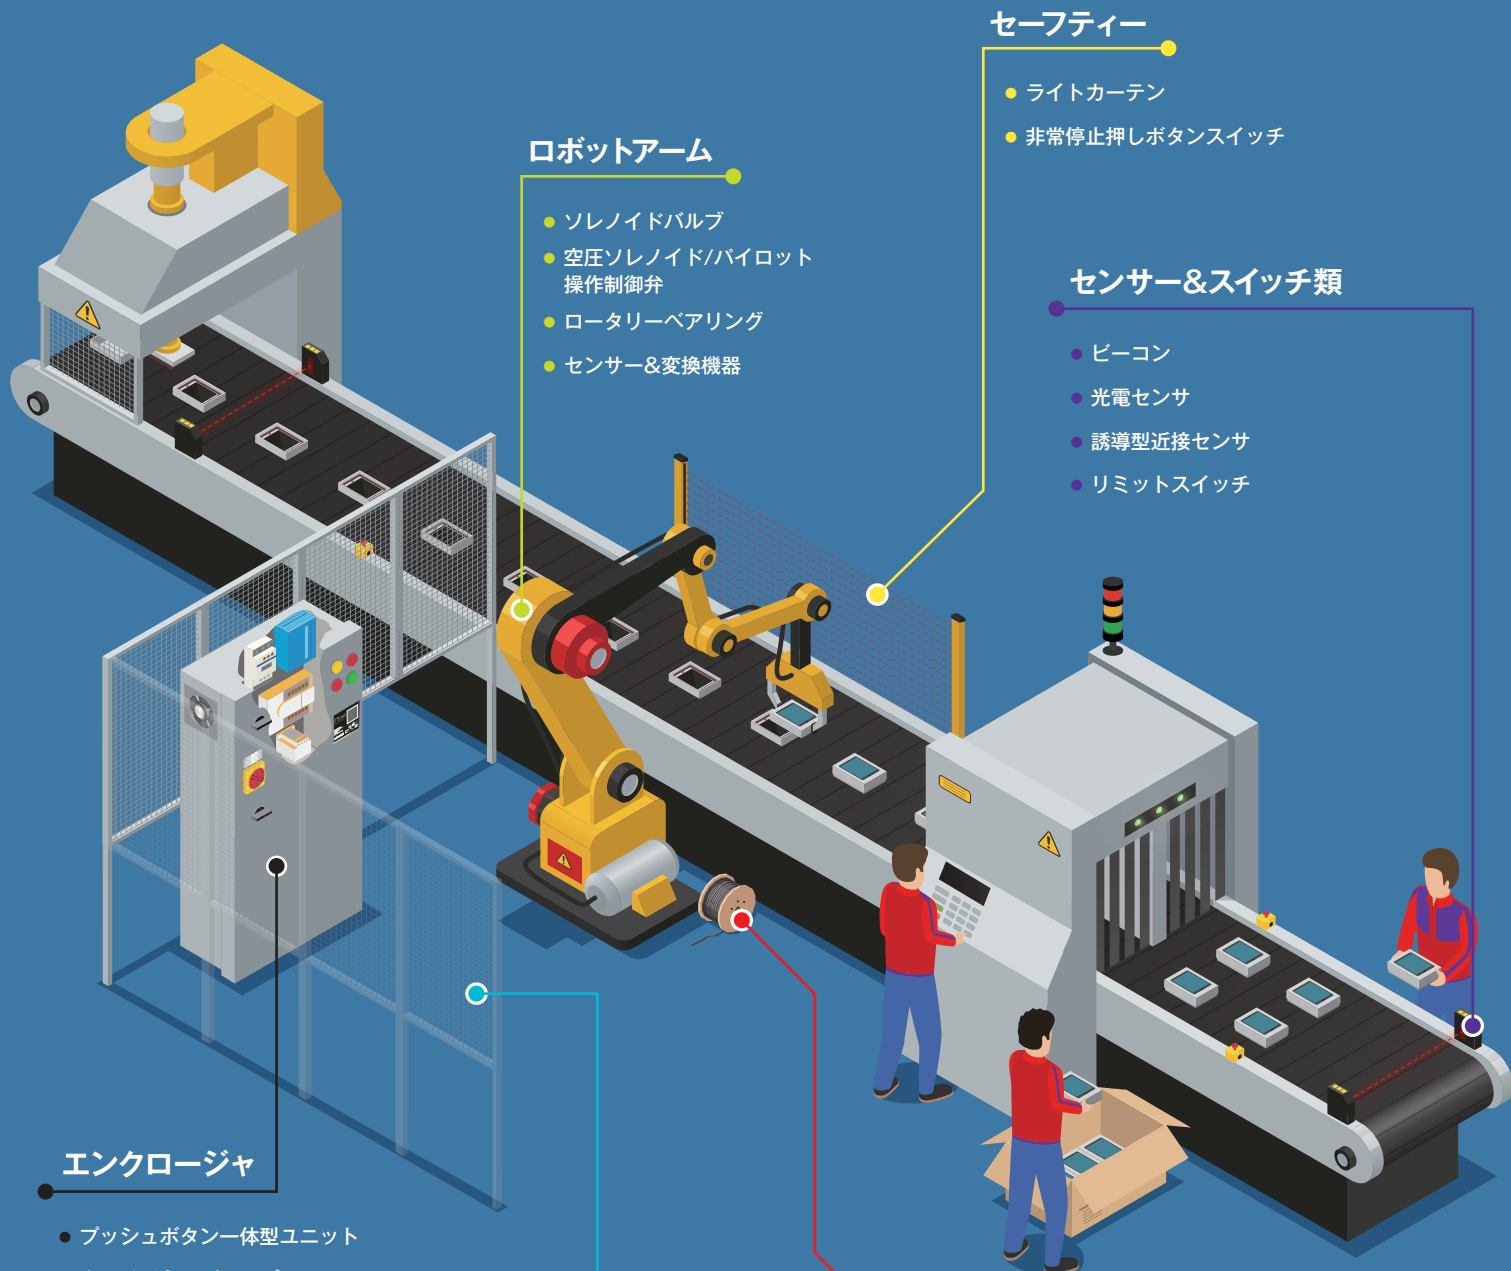 セーフティー
ライトカーテン
非常停止押しボタンスイッチ
ロボットアーム
ソレノイドバルブ
空圧ソレノイド/パイロット
操作制御弁
ロータリーベアリング
センサー&変換機器
センサー&スイッチ類
ビーコン
光電センサ
誘導型近接センサ
リミットスイッチ
エンクロージャ
プッシュボタン一体型ユニット